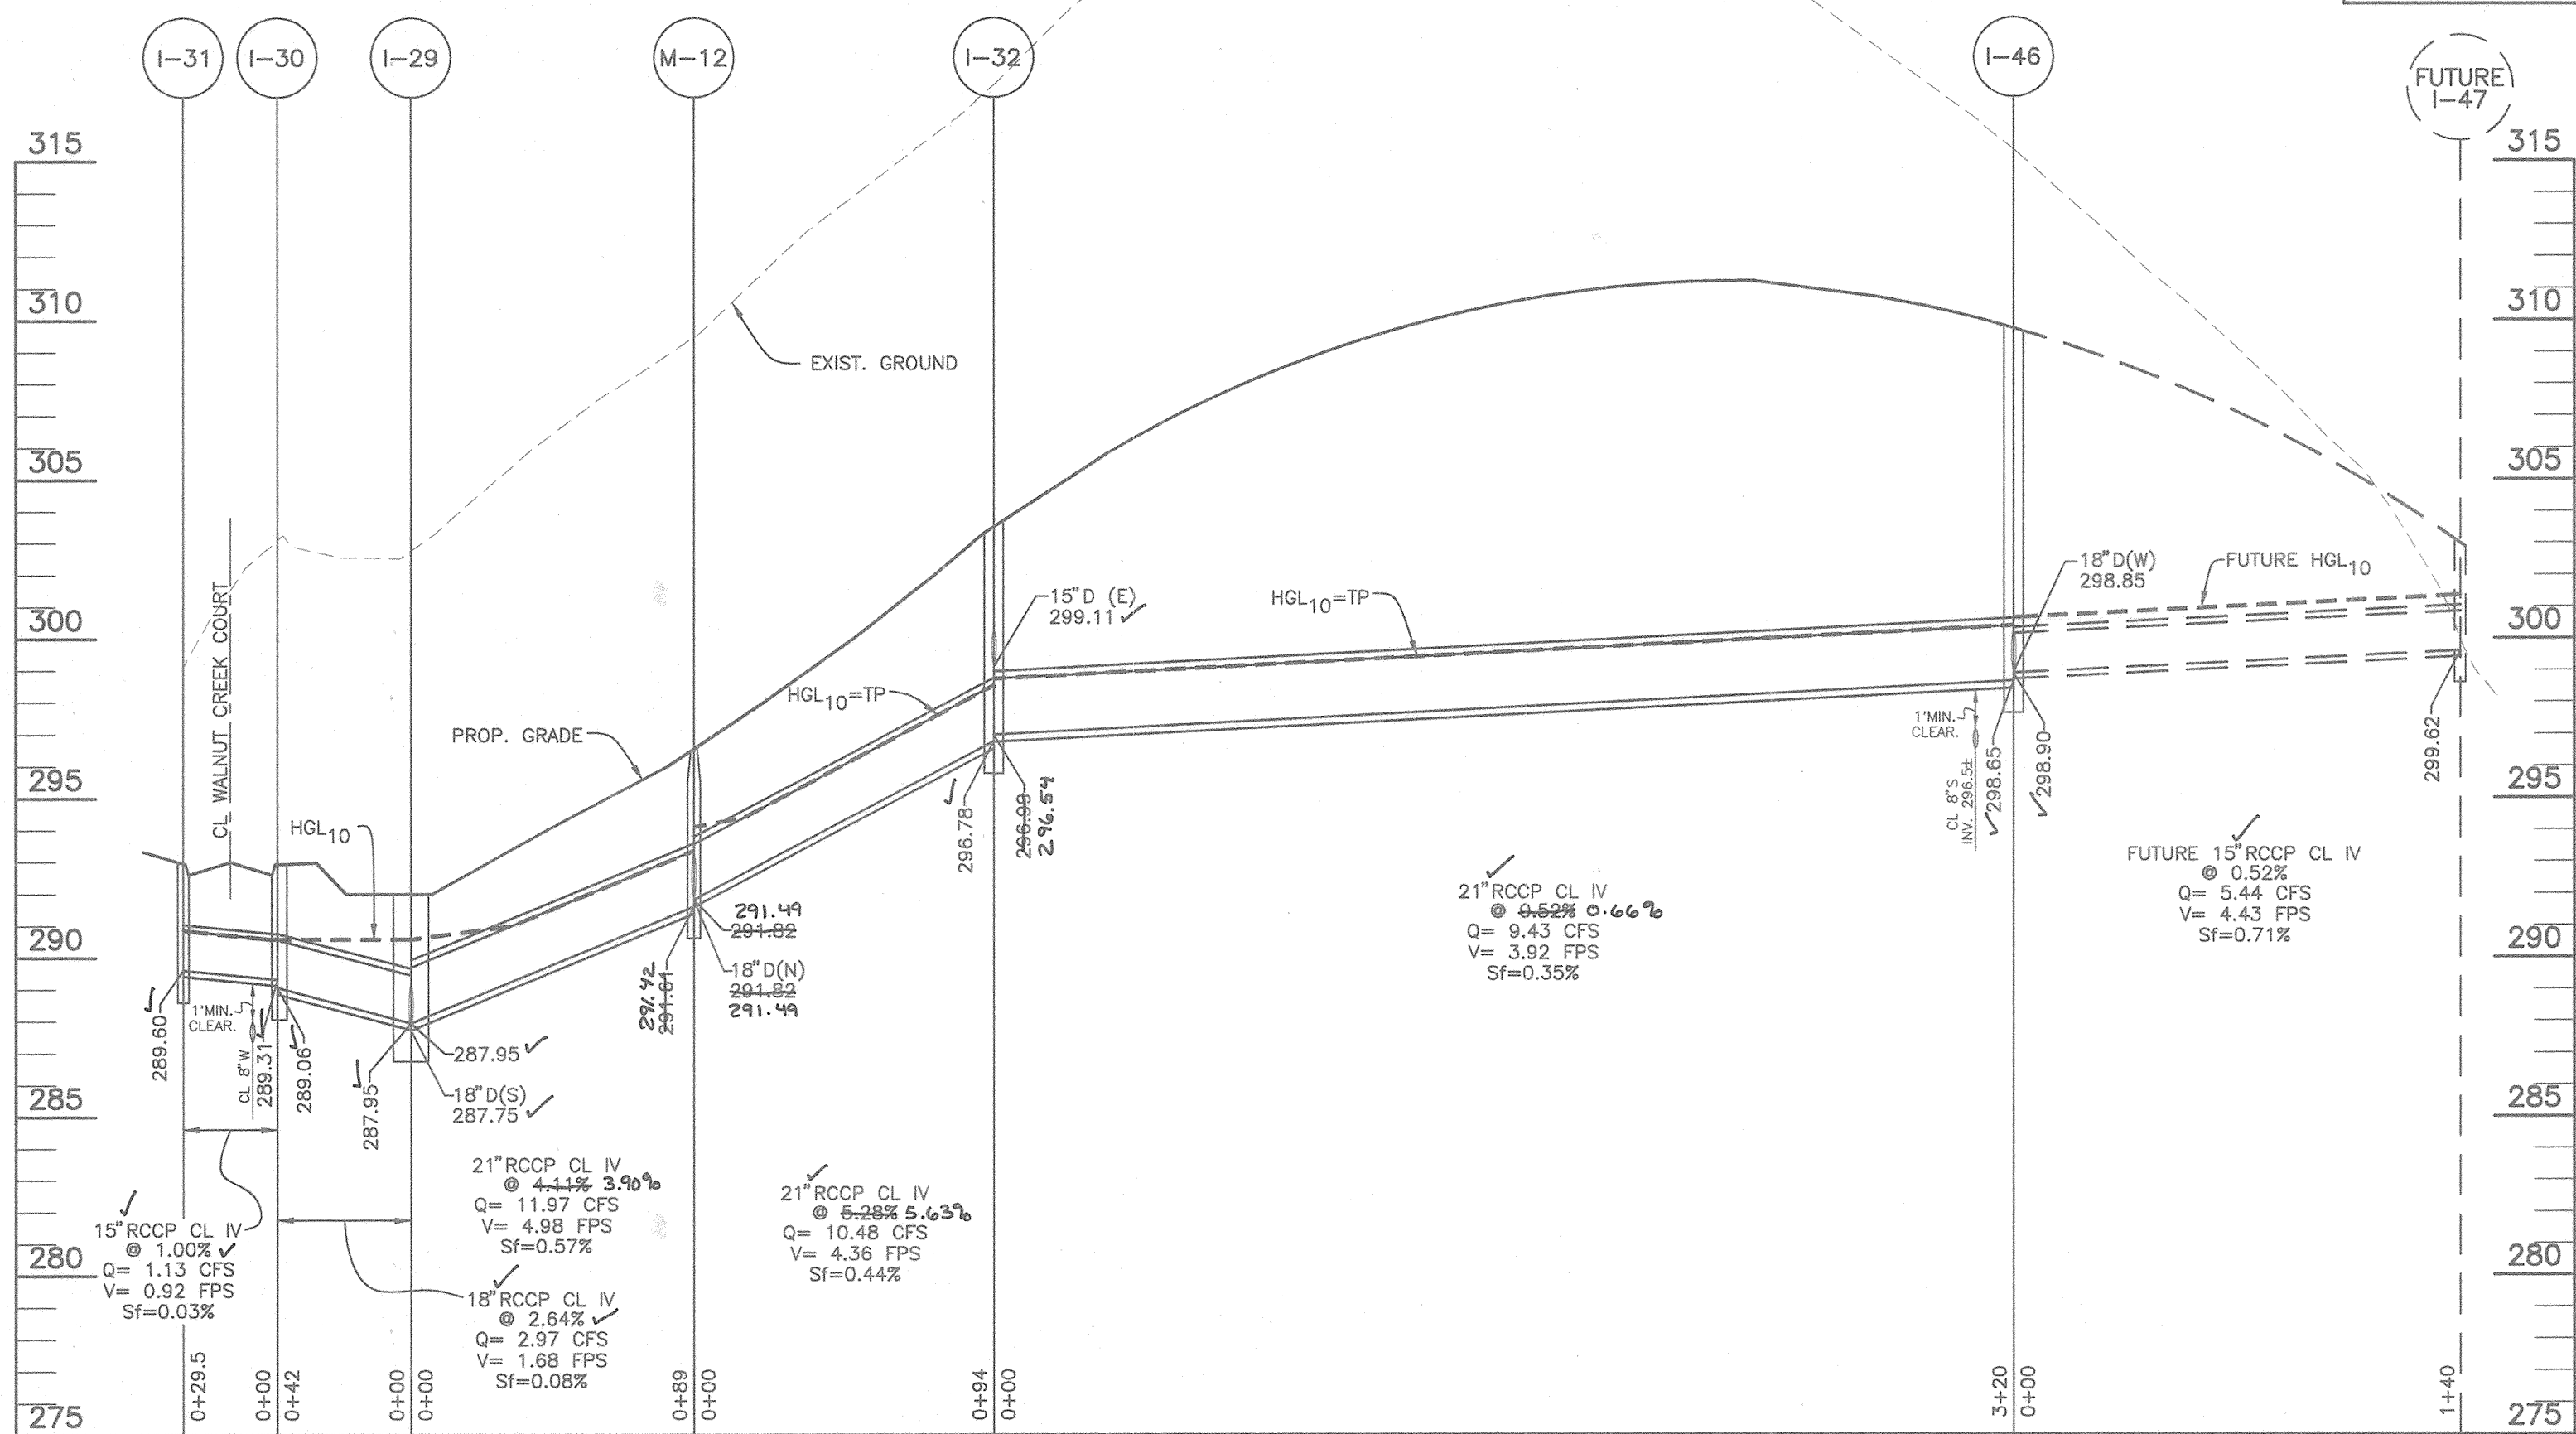 I-31
I-30
I-29
M-12
I-32
I-46
FUTURE
I-47
315
315
310
310
305
305
300
300
295
295
290
290
285
285
280
280
275
275
EXIST. GROUND
CL WALNUT CREEK COURT
PROP. GRADE
HGL10
HGL10=TP
15"D (E)
299.11 ✓
HGL10=TP
18"D(W)
298.85
FUTURE HGL10
289.60
1'MIN.
CLEAR.
CL 8"W
289.31
289.06
287.95
287.95 ✓
18"D(S)
287.75 ✓
291.49
291.82
18"D(N)
291.82
291.49
291.42
291.61
296.78
296.99
296.54
1'MIN.
CLEAR.
CL 8"S
INV. 296.5±
298.65
298.90
299.62
15"RCCP CL IV
@ 1.00% ✓
Q= 1.13 CFS
V= 0.92 FPS
Sf=0.03%
21"RCCP CL IV
@ 4.11% 3.90%
Q= 11.97 CFS
V= 4.98 FPS
Sf=0.57%
18"RCCP CL IV
@ 2.64% ✓
Q= 2.97 CFS
V= 1.68 FPS
Sf=0.08%
21"RCCP CL IV
@ 5.28% 5.63%
Q= 10.48 CFS
V= 4.36 FPS
Sf=0.44%
21"RCCP CL IV
@ 0.52% 0.66%
Q= 9.43 CFS
V= 3.92 FPS
Sf=0.35%
FUTURE 15"RCCP CL IV
@ 0.52%
Q= 5.44 CFS
V= 4.43 FPS
Sf=0.71%
0+29.5
0+00
0+42
0+00
0+00
0+89
0+00
0+94
0+00
3+20
0+00
1+40